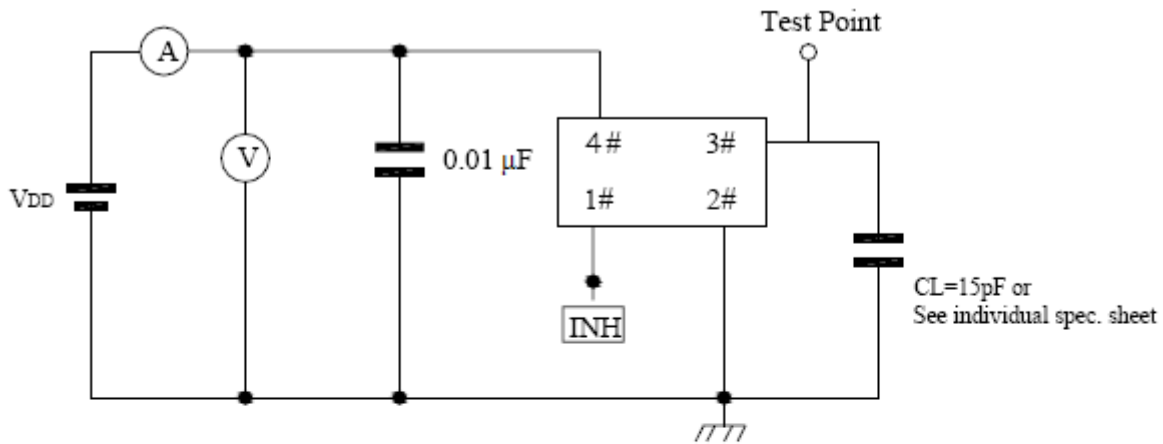 Test Point
A
V
0.01 μF
4# 3#
1# 2#
VDD
INH
CL=15pF or
See individual spec. sheet